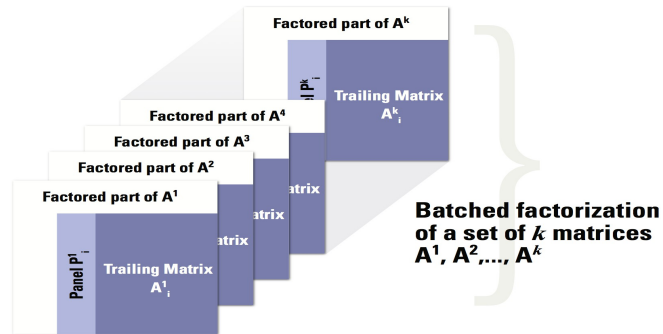 Factored part of Aᵏ
Trailing Matrix
Aᵏᵢ
Factored part of A⁴
Factored part of A³
Factored part of A²
Factored part of A¹
Panel P¹ᵢ
Trailing Matrix
A¹ᵢ
Batched factorization
of a set of k matrices
A¹, A²,..., Aᵏ